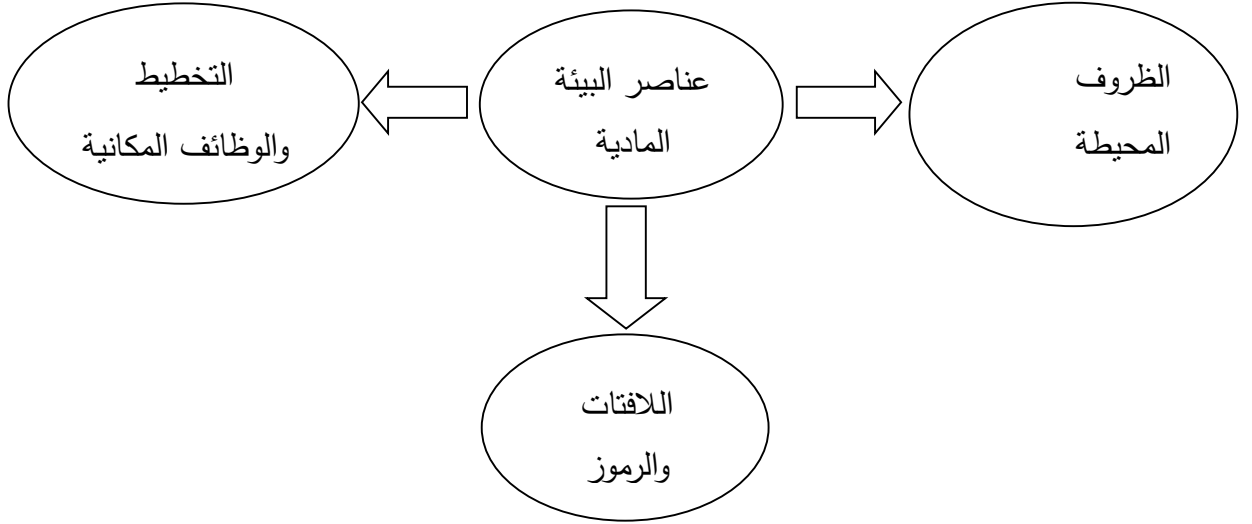 الظروف
المحيطة
عناصر البيئة
المادية
التخطيط
والوظائف المكانية
اللافتات
والرموز